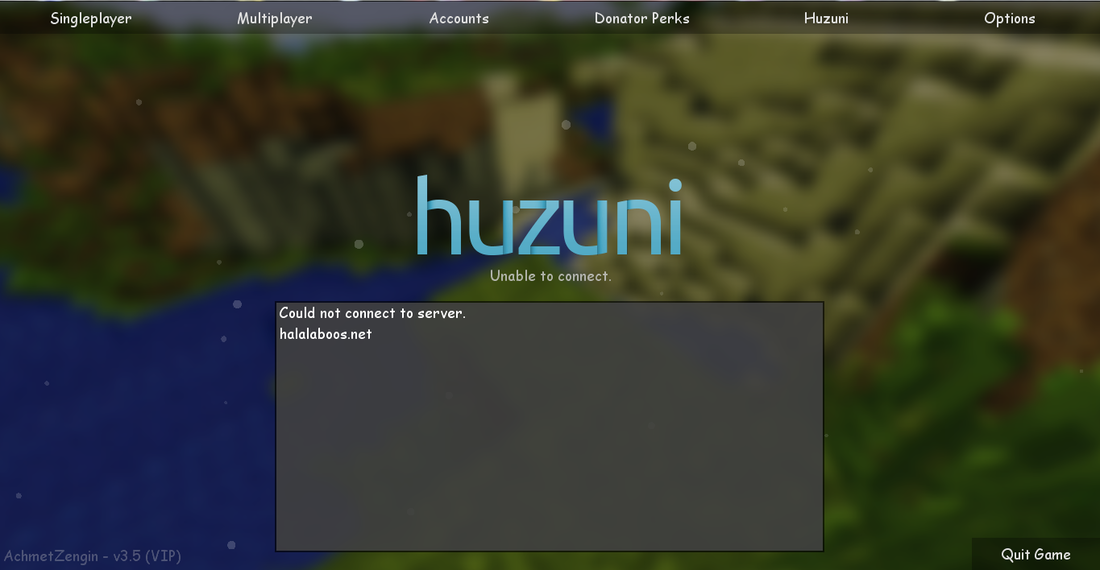 Singleplayer Multiplayer Accounts Donator Perks Huzuni Options
huzuni
Unable to connect.
Could not connect to server.
halalaboos.net
AchmetZengin - v3.5 (VIP)
Quit Game